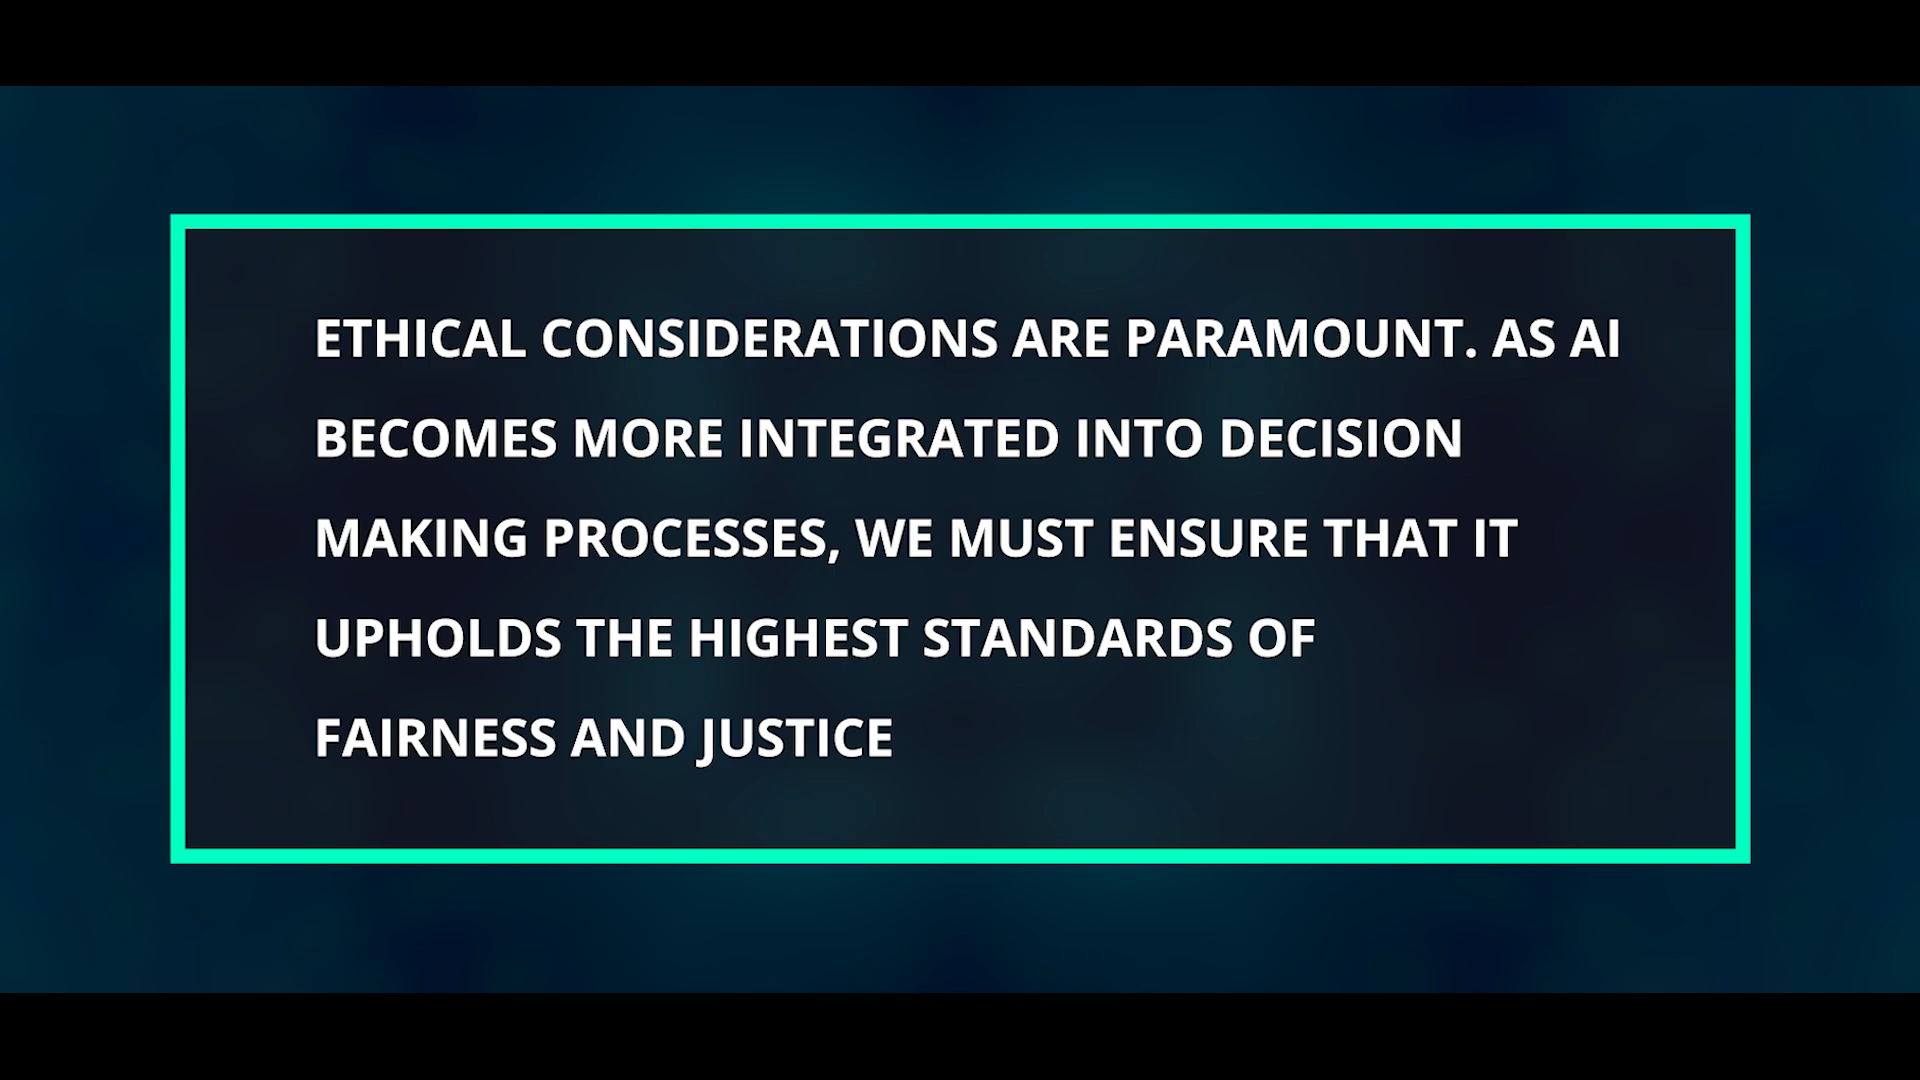 ETHICAL CONSIDERATIONS ARE PARAMOUNT. AS AI
BECOMES MORE INTEGRATED INTO DECISION
MAKING PROCESSES, WE MUST ENSURE THAT IT
UPHOLDS THE HIGHEST STANDARDS OF
FAIRNESS AND JUSTICE